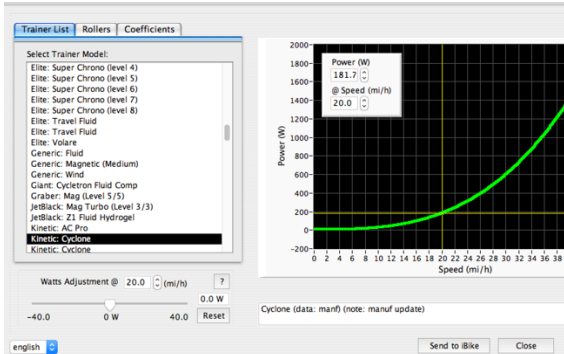 Trainer List Rollers Coefficients
Select Trainer Model:
Elite: Super Chrono (level 4)
Elite: Super Chrono (level 5)
Elite: Super Chrono (level 6)
Elite: Super Chrono (level 7)
Elite: Super Chrono (level 8)
Elite: Travel Fluid
Elite: Travel Fluid
Elite: Volare
Generic: Fluid
Generic: Magnetic (Medium)
Generic: Wind
Giant: Cycletron Fluid Comp
Graber: Mag (Level 5/5)
JetBlack: Mag Turbo (Level 3/3)
JetBlack: Z1 Fluid Hydrogel
Kinetic: AC Pro
Kinetic: Cyclone
Kinetic: Cyclone
Watts Adjustment @ 20.0 (mi/h) ?
0.0 W
-40.0 0 W 40.0 Reset
english
Power (W)
181.7
@ Speed (mi/h)
20.0
Power (W)
2000
1800
1600
1400
1200
1000
800
600
400
200
0
-200
0 2 4 6 8 10 12 14 16 18 20 22 24 26 28 30 32 34 36 38
Speed (mi/h)
Cyclone (data: manf) (note: manuf update)
Send to iBike Close